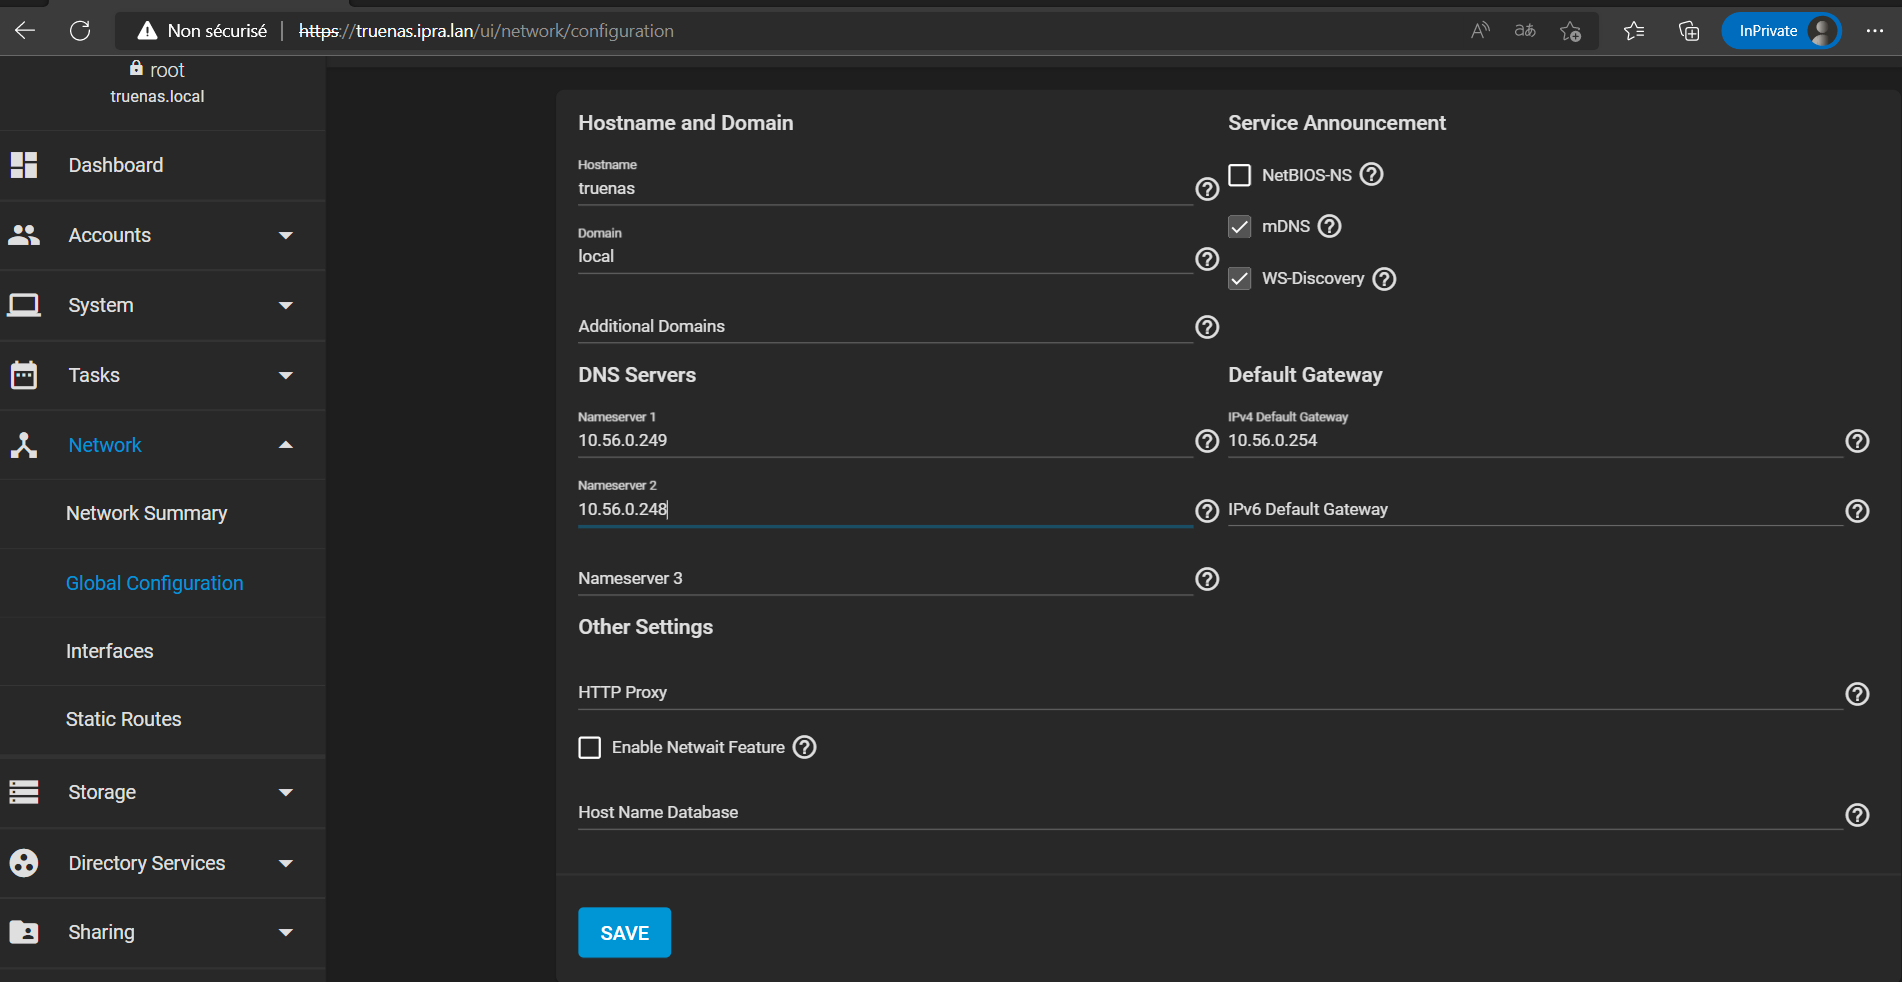 Non sécurisé
https://truenas.ipra.lan/ui/network/configuration
InPrivate
root
truenas.local
Dashboard
Accounts
System
Tasks
Network
Network Summary
Global Configuration
Interfaces
Static Routes
Storage
Directory Services
Sharing
Hostname and Domain
Hostname
truenas
Domain
local
Additional Domains
Service Announcement
NetBIOS-NS
mDNS
WS-Discovery
DNS Servers
Nameserver 1
10.56.0.249
Nameserver 2
10.56.0.248
Nameserver 3
Default Gateway
IPv4 Default Gateway
10.56.0.254
IPv6 Default Gateway
Other Settings
HTTP Proxy
Enable Netwait Feature
Host Name Database
SAVE